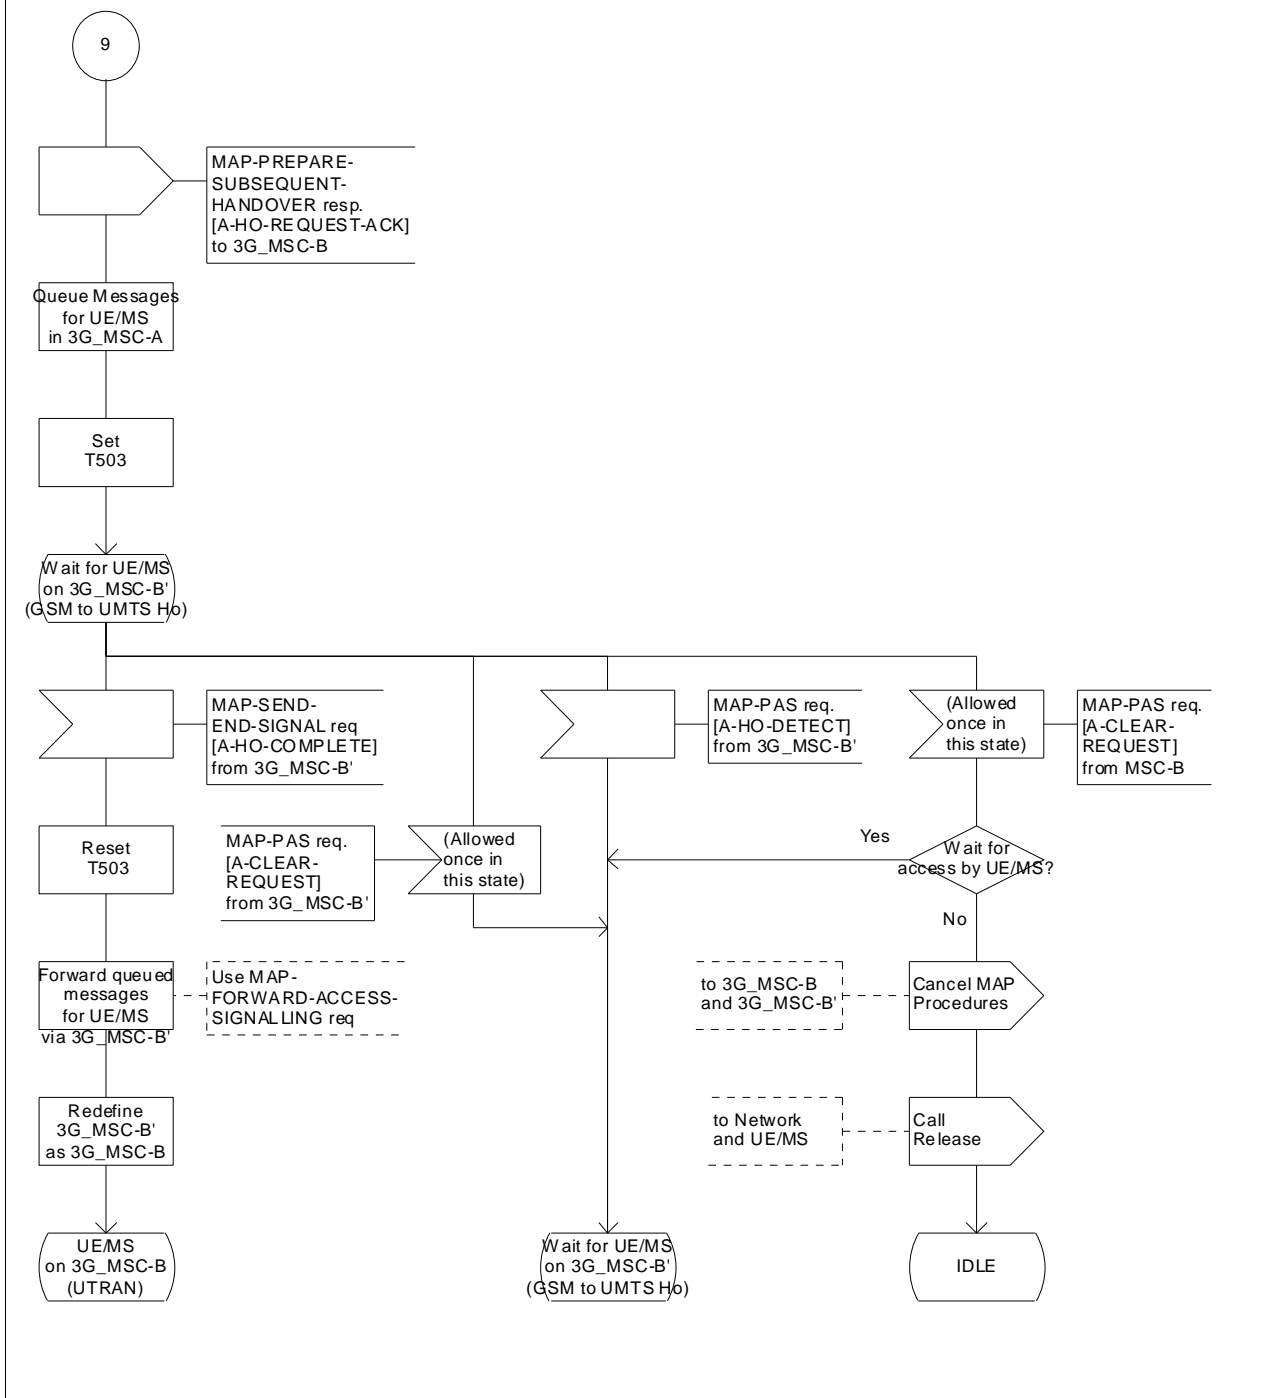 9
MAP-PREPARE-
SUBSEQUENT-
HANDOVER resp.
[A-HO-REQUEST-ACK]
to 3G_MSC-B
Queue Messages
for UE/MS
in 3G_MSC-A
Set
T503
Wait for UE/MS
on 3G_MSC-B'
(GSM to UMTS Ho)
MAP-SEND-
END-SIGNAL req
[A-HO-COMPLETE]
from 3G_MSC-B'
MAP-PAS req.
[A-HO-DETECT]
from 3G_MSC-B'
(Allowed
once in
this state)
MAP-PAS req.
[A-CLEAR-
REQUEST]
from MSC-B
Reset
T503
MAP-PAS req.
[A-CLEAR-
REQUEST]
from 3G_MSC-B'
(Allowed
once in
this state)
Yes
Wait for
access by UE/MS?
No
Forward queued
messages
for UE/MS
via 3G_MSC-B'
Use MAP-
FORWARD-ACCESS-
SIGNALLING req
to 3G_MSC-B
and 3G_MSC-B'
Cancel MAP
Procedures
Redefine
3G_MSC-B'
as 3G_MSC-B
to Network
and UE/MS
Call
Release
UE/MS
on 3G_MSC-B
(UTRAN)
Wait for UE/MS
on 3G_MSC-B'
(GSM to UMTS Ho)
IDLE